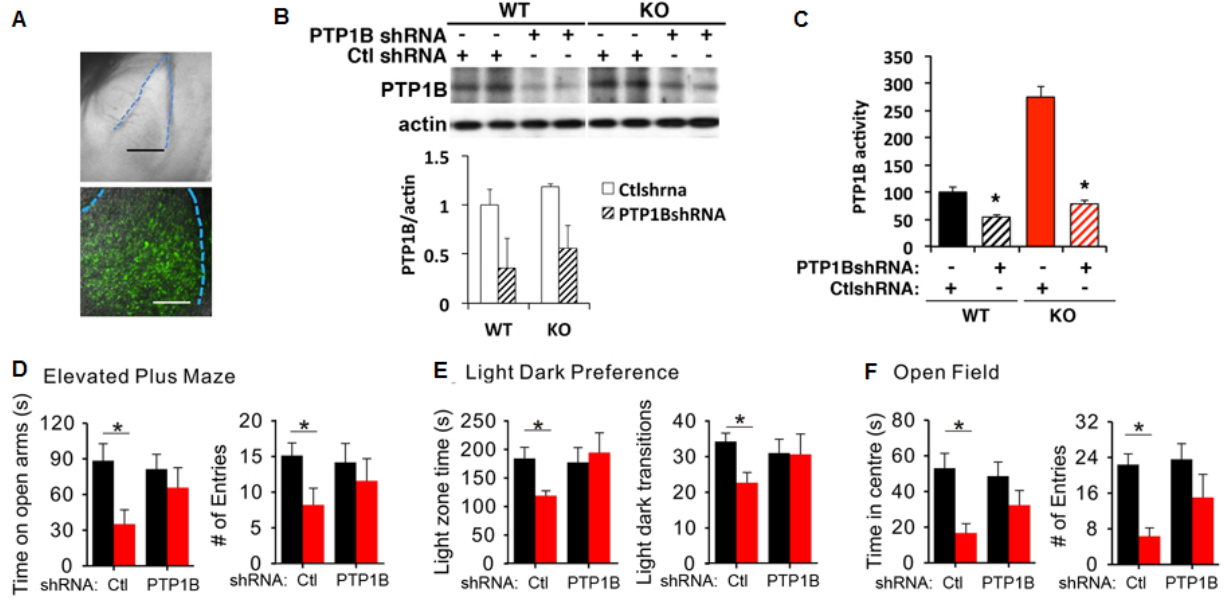 A
B
WT KO
PTP1B shRNA - - + + - - + +
Ctl shRNA + + - - + + - -
PTP1B
actin
PTP1B/actin
1.5
1
0.5
0
Ctlshrna
PTP1BshRNA
WT KO
C
PTP1B activity
350
300
250
200
150
100
50
0
* *
PTP1BshRNA: - + - +
CtlshRNA: + - + -
WT KO
D Elevated Plus Maze
Time on open arms (s)
120
90
60
30
0
*
shRNA: Ctl PTP1B
# of Entries
20
15
10
5
0
*
shRNA: Ctl PTP1B
E Light Dark Preference
Light zone time (s)
250
200
150
100
50
0
*
shRNA: Ctl PTP1B
Light dark transitions
40
30
20
10
0
*
shRNA: Ctl PTP1B
F Open Field
Time in centre (s)
80
60
40
20
0
*
shRNA: Ctl PTP1B
# of Entries
32
24
16
8
0
*
shRNA: Ctl PTP1B